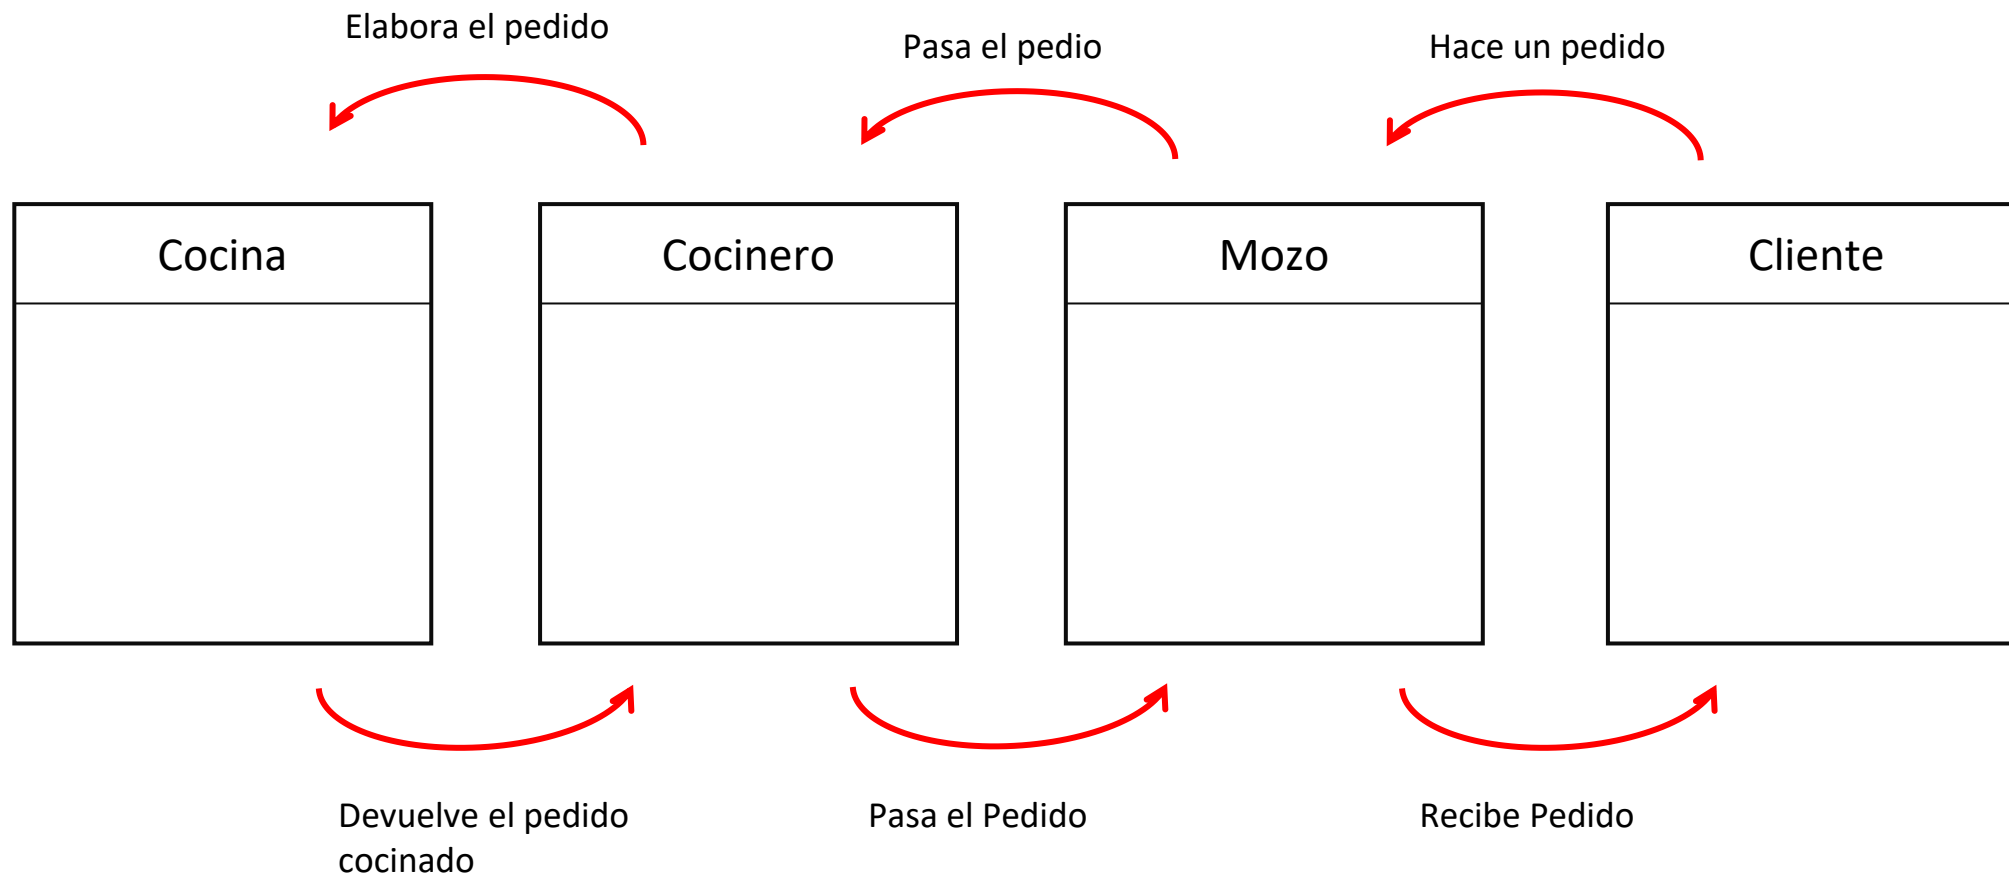 Elabora el pedido
Pasa el pedio
Hace un pedido
Cocina
Cocinero
Mozo
Cliente
Devuelve el pedido
cocinado
Pasa el Pedido
Recibe Pedido